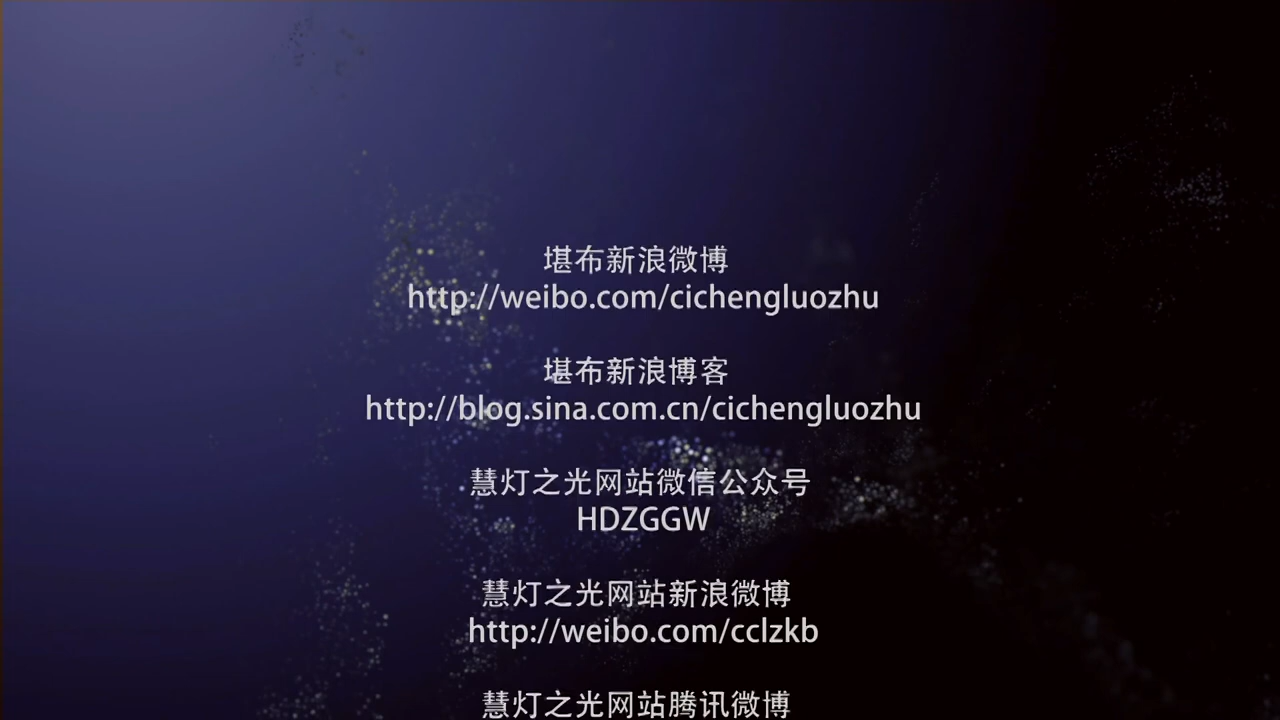 堪布新浪微博
http://weibo.com/cichengluozhu
堪布新浪博客
http://blog.sina.com.cn/cichengluozhu
慧灯之光网站微信公众号
HDZGGW
慧灯之光网站新浪微博
http://weibo.com/cclzkb
慧灯之光网站腾讯微博